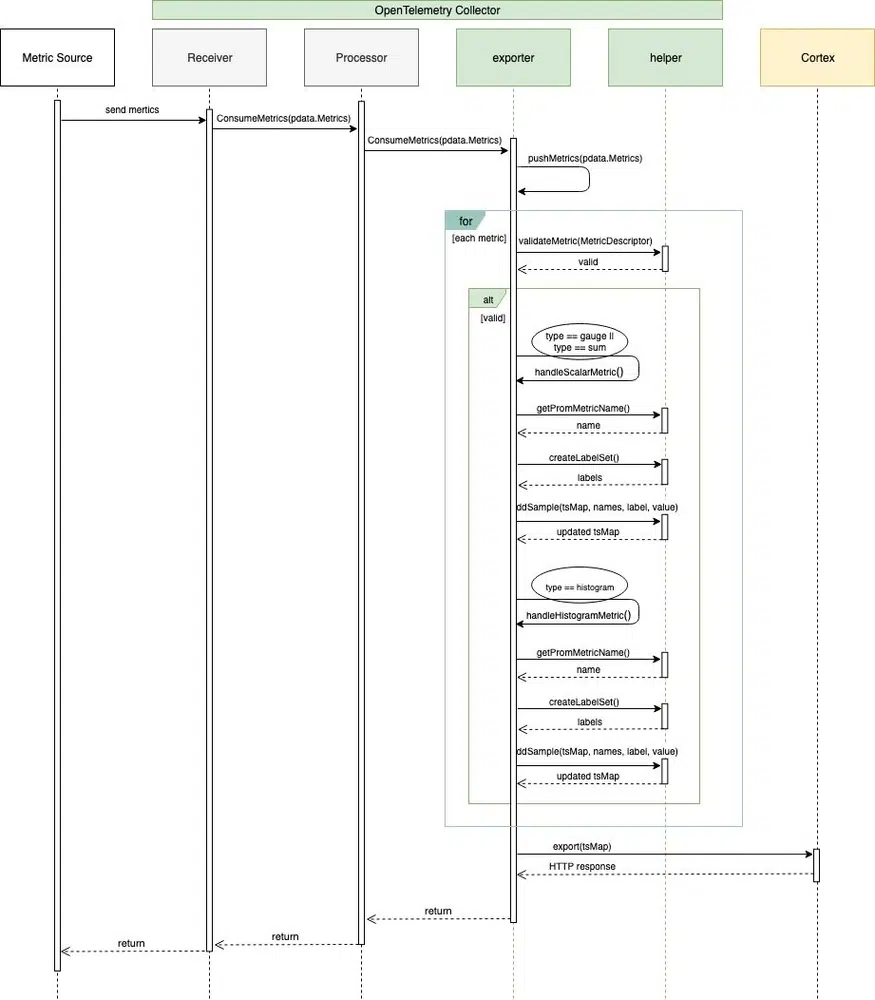 OpenTelemetry Collector
Metric Source
Receiver
Processor
exporter
helper
Cortex
send mertics
ConsumeMetrics(pdata.Metrics)
ConsumeMetrics(pdata.Metrics)
pushMetrics(pdata.Metrics)
for
[each metric]
validateMetric(MetricDescriptor)
valid
alt
[valid]
type == gauge ||
type == sum
handleScalarMetric()
getPromMetricName()
name
createLabelSet()
labels
ddSample(tsMap, names, label, value)
updated tsMap
type == histogram
handleHistogramMetric()
getPromMetricName()
name
createLabelSet()
labels
ddSample(tsMap, names, label, value)
updated tsMap
export(tsMap)
HTTP response
return
return
return